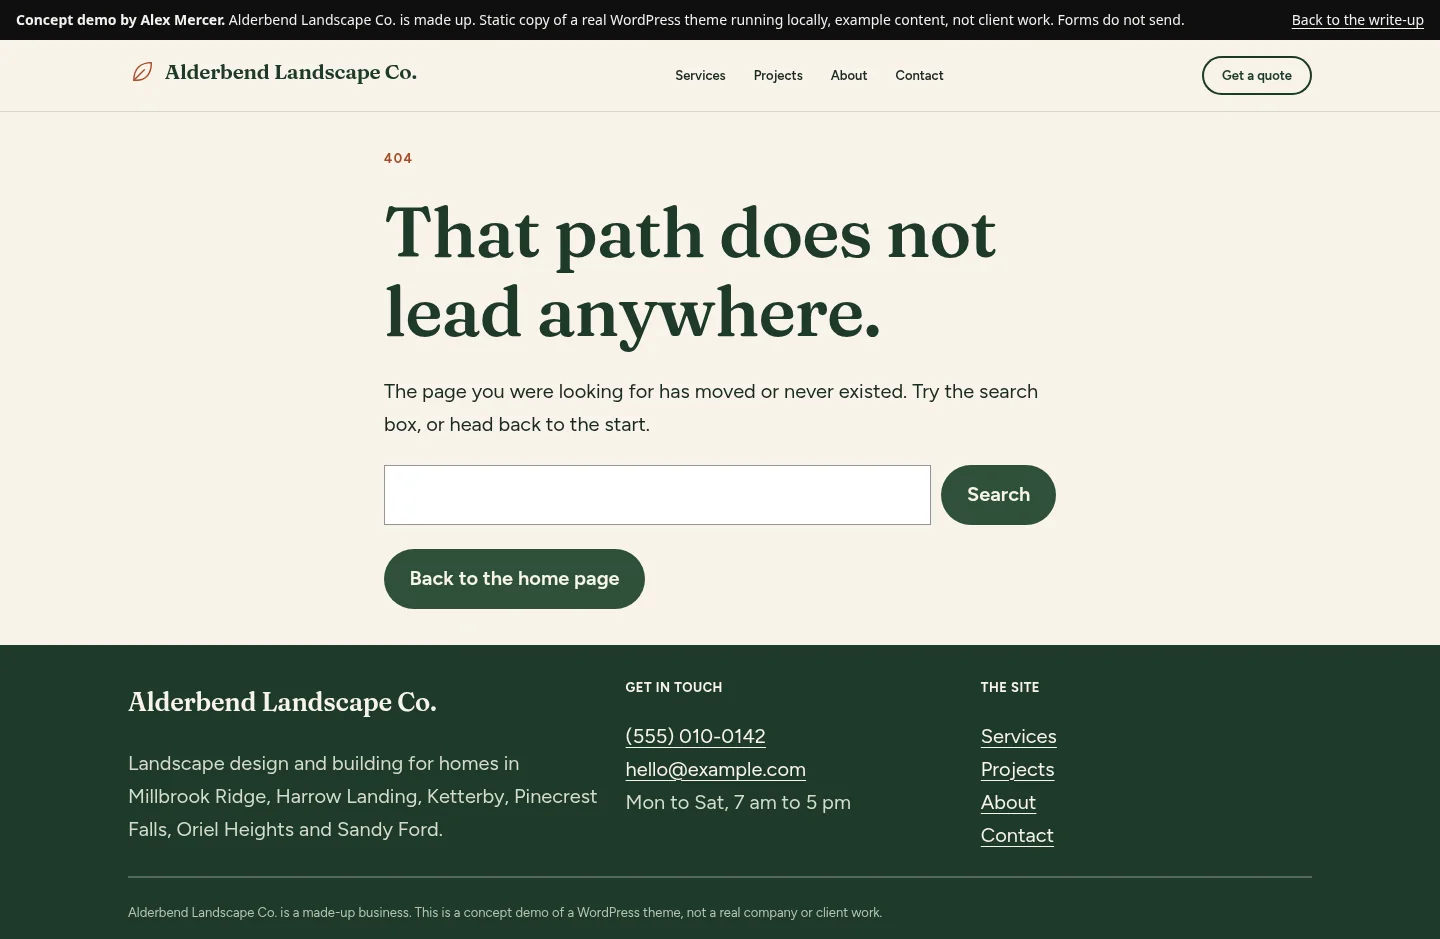 Concept demo by Alex Mercer. Alderbend Landscape Co. is made up. Static copy of a real WordPress theme running locally, example content, not client work. Forms do not send.
Back to the write-up
Alderbend Landscape Co.
Services
Projects
About
Contact
Get a quote
404
That path does not
lead anywhere.
The page you were looking for has moved or never existed. Try the search
box, or head back to the start.
Search
Back to the home page
Alderbend Landscape Co.
Landscape design and building for homes in
Millbrook Ridge, Harrow Landing, Ketterby, Pinecrest
Falls, Oriel Heights and Sandy Ford.
GET IN TOUCH
(555) 010-0142
hello@example.com
Mon to Sat, 7 am to 5 pm
THE SITE
Services
Projects
About
Contact
Alderbend Landscape Co. is a made-up business. This is a concept demo of a WordPress theme, not a real company or client work.